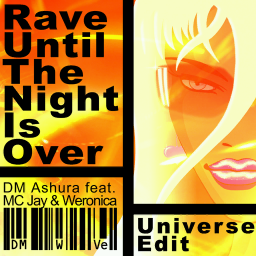 Rave
Until
The
Night
Is
Over
DM Ashura feat.
MC Jay & Weronica
DM W Ve
Universe
Edit